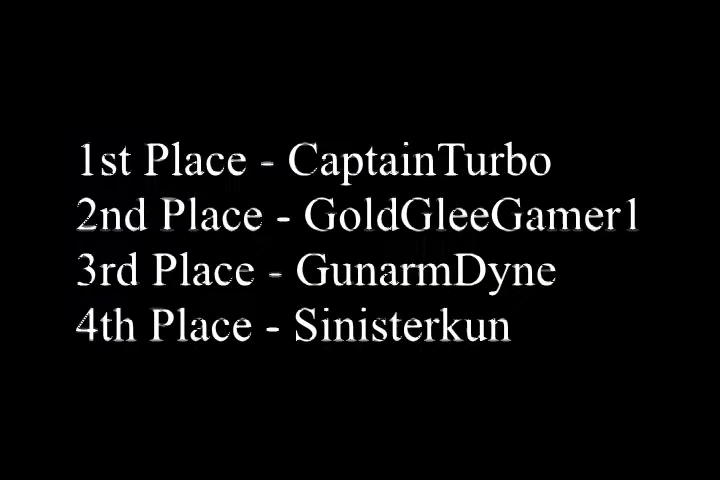 1st Place - CaptainTurbo
2nd Place - GoldGleeGamer1
3rd Place - GunarmDyne
4th Place - Sinisterkun